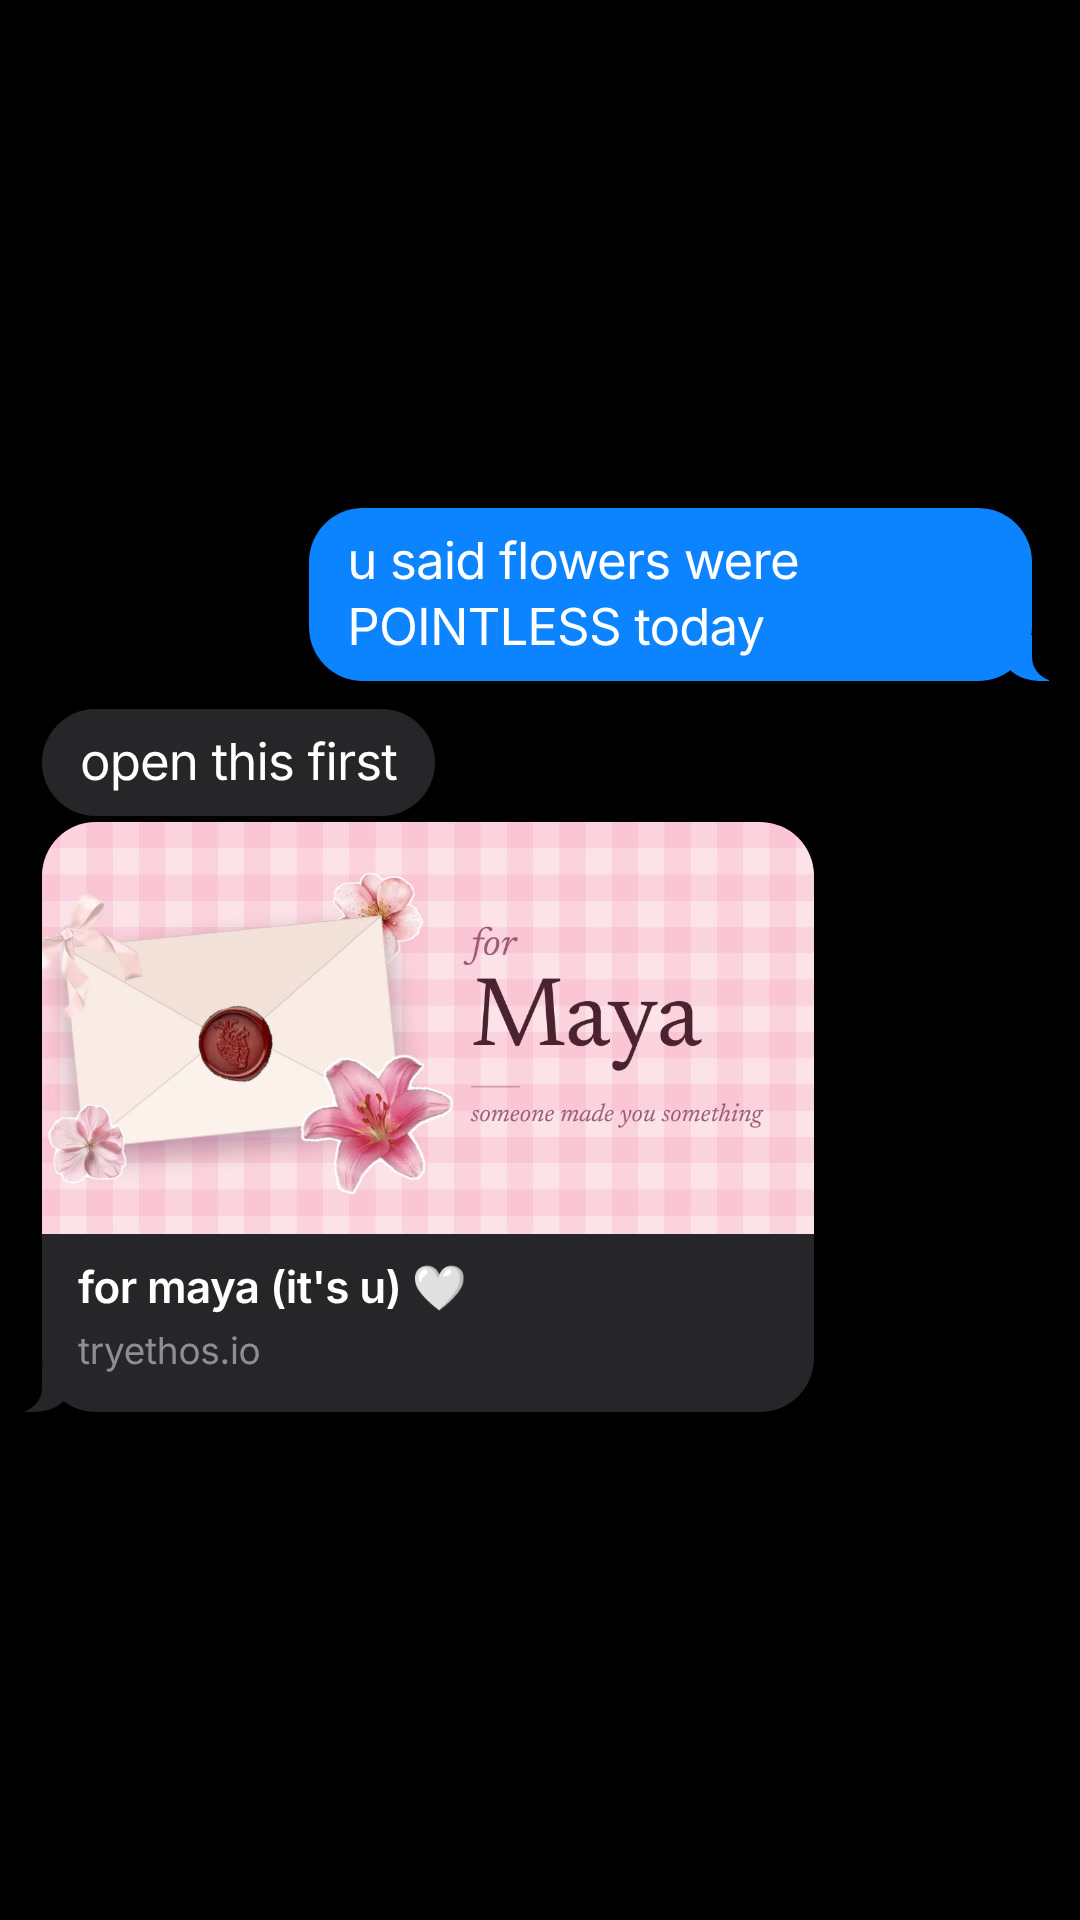 u said flowers were
POINTLESS today
open this first
for
Maya
someone made you something
for maya (it's u) 🤍
tryethos.io